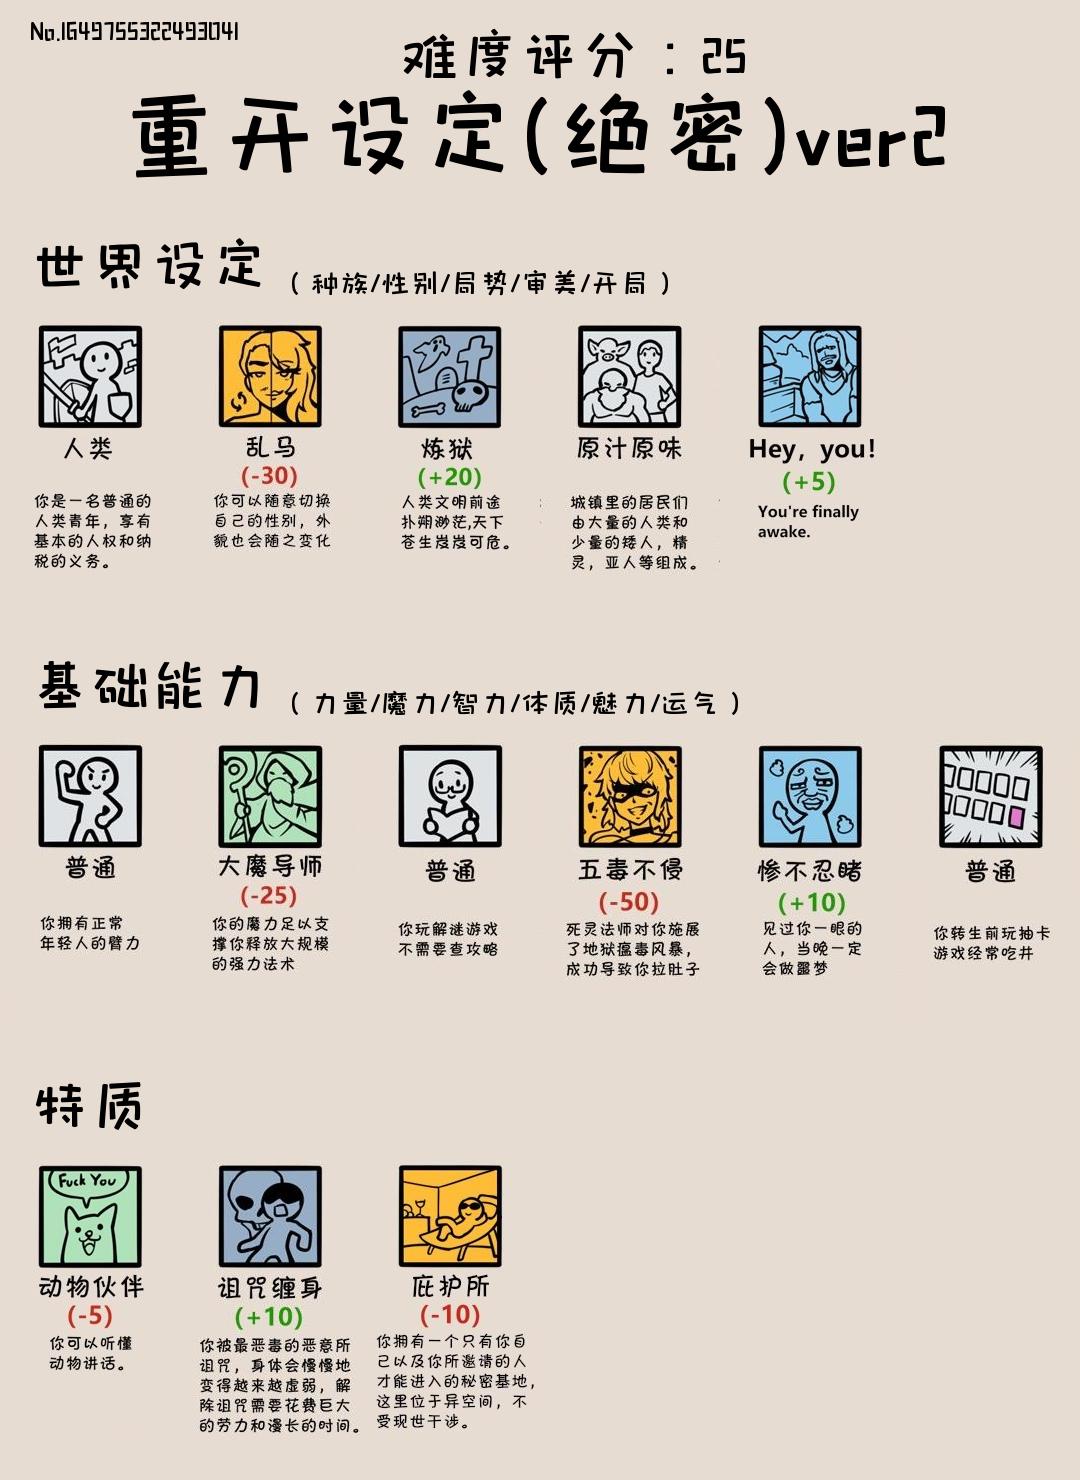 No.1649755322493041
难度评分：25
重开设定(绝密)ver2
世界设定 （种族/性别/局势/审美/开局）
人类
你是一名普通的
人类青年，享有
基本的人权和纳
税的义务。
乱马
(-30)
你可以随意切换
自己的性别，外
貌也会随之变化
炼狱
(+20)
人类文明前途
扑朔渺茫,天下
苍生岌岌可危。
原汁原味
城镇里的居民们
由大量的人类和
少量的矮人，精
灵，亚人等组成。
Hey, you!
(+5)
You're finally
awake.
基础能力 （力量/魔力/智力/体质/魅力/运气）
普通
你拥有正常
年轻人的臂力
大魔导师
(-25)
你的魔力足以支
撑你释放大规模
的强力法术
普通
你玩解谜游戏
不需要查攻略
五毒不侵
(-50)
死灵法师对你施展
了地狱瘟毒风暴，
成功导致你拉肚子
惨不忍睹
(+10)
见过你一眼的
人，当晚一定
会做噩梦
普通
你转生前玩抽卡
游戏经常吃井
特质
Fuck You
动物伙伴
(-5)
你可以听懂
动物讲话。
诅咒缠身
(+10)
你被最恶毒的恶意所
诅咒，身体会慢慢地
变得越来越虚弱，解
除诅咒需要花费巨大
的劳力和漫长的时间。
庇护所
(-10)
你拥有一个只有你自
己以及你所邀请的人
才能进入的秘密基地，
这里位于异空间，不
受现世干涉。